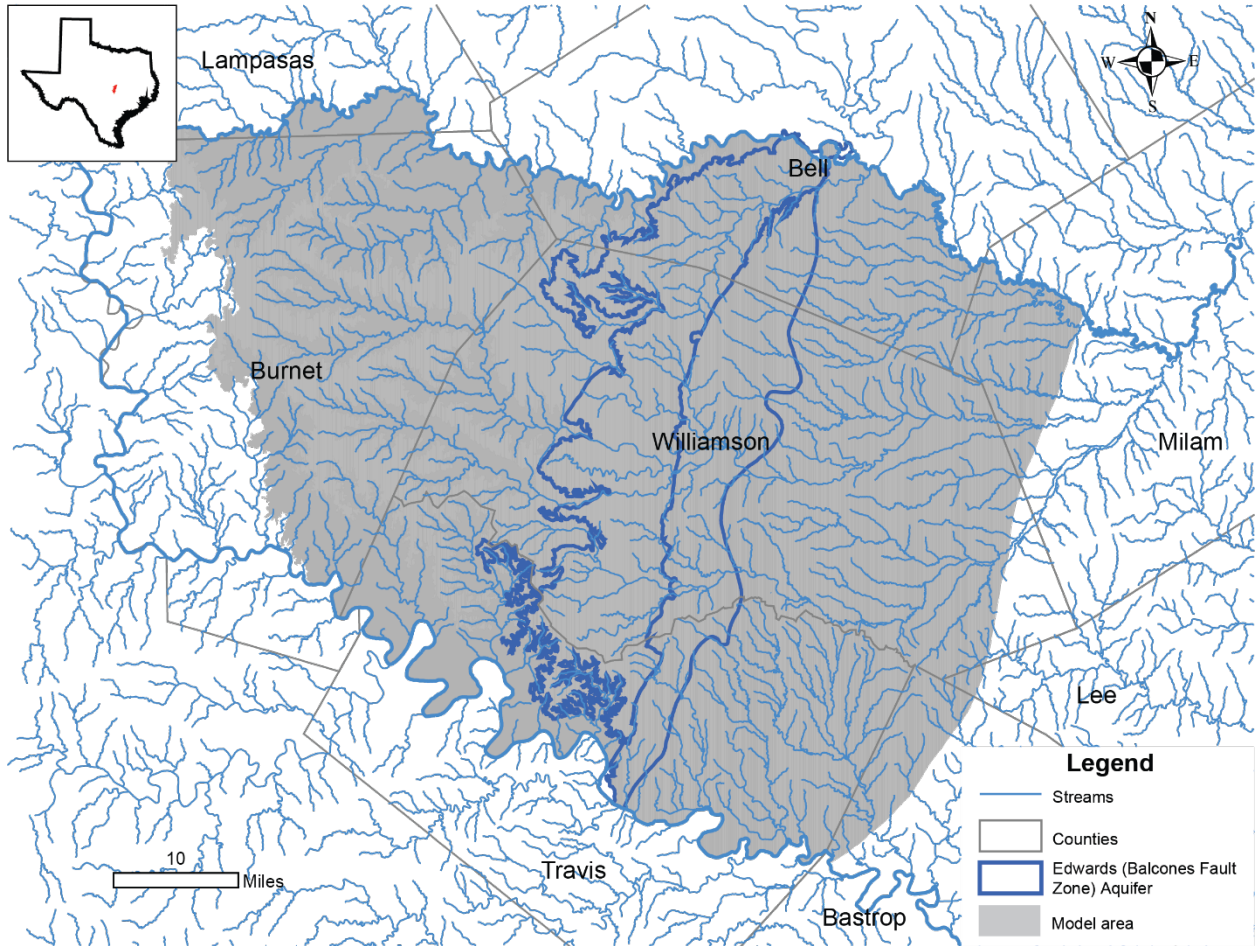 Lampasas
N
W
E
S
Bell
Burnet
Williamson
Milam
Lee
Travis
Bastrop
10
Miles
Legend
Streams
Counties
Edwards (Balcones Fault
Zone) Aquifer
Model area